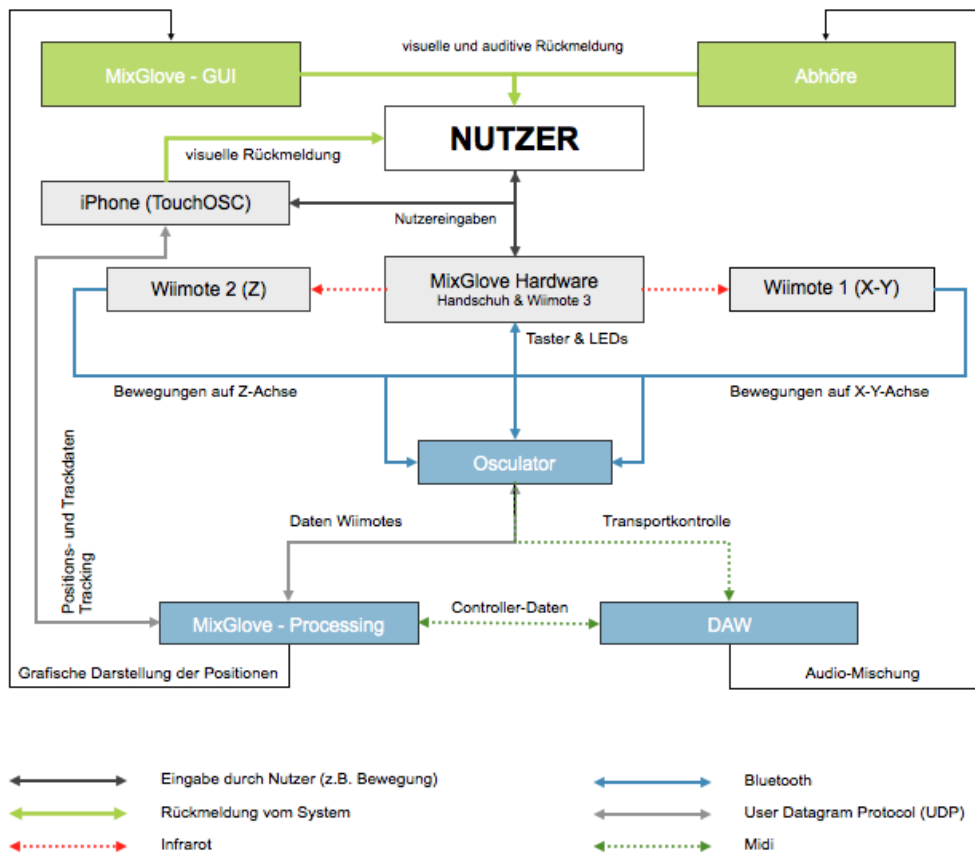 visuelle und auditive Rückmeldung
MixGlove - GUI
Abhöre
NUTZER
visuelle Rückmeldung
iPhone (TouchOSC)
Nutzereingaben
Wiimote 2 (Z)
MixGlove Hardware
Handschuh & Wiimote 3
Wiimote 1 (X-Y)
Taster & LEDs
Bewegungen auf Z-Achse
Bewegungen auf X-Y-Achse
Osculator
Positions- und Trackdaten
Tracking
Daten Wiimotes
Transportkontrolle
Controller-Daten
MixGlove - Processing
DAW
Grafische Darstellung der Positionen
Audio-Mischung
Eingabe durch Nutzer (z.B. Bewegung)
Bluetooth
Rückmeldung vom System
User Datagram Protocol (UDP)
Infrarot
Midi